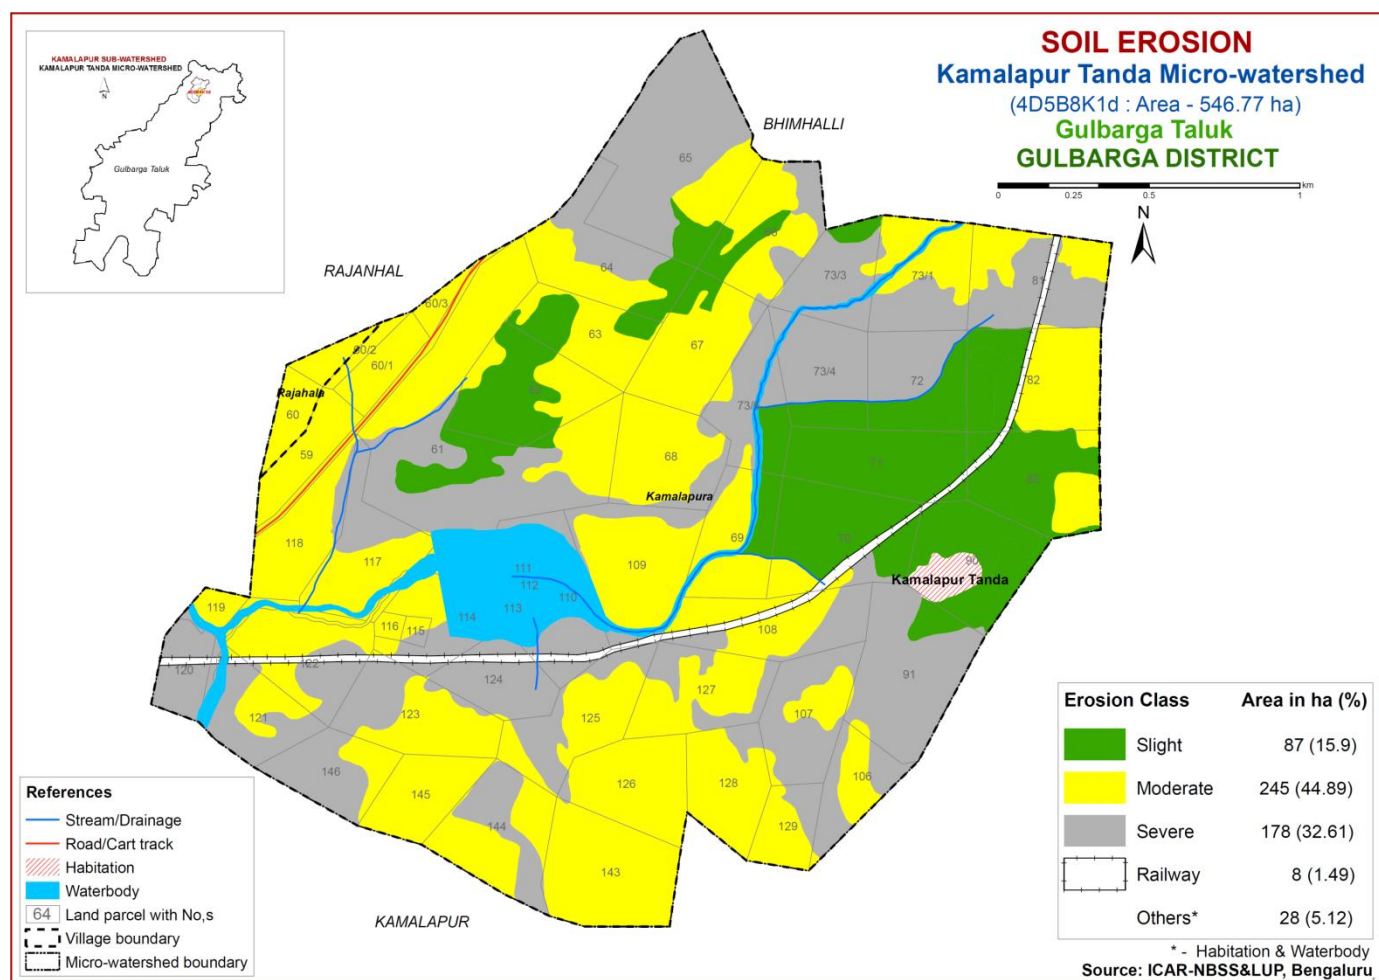 SOIL EROSION
Kamalapur Tanda Micro-watershed
(4D5B8K1d : Area - 546.77 ha)
Gulbarga Taluk
GULBARGA DISTRICT
0 0.25 0.5 1 km
N
KAMALAPUR SUB-WATERSHED
KAMALAPUR TANDA MICRO-WATERSHED
N
Gulbarga Taluk
BHIMHALLI
RAJANHAL
65
64
73/3
73/1
81
60/3
63
67
60/2
60/1
73/4
72
82
Rajahala
60
59
61
68
71
Kamalapura
69
118
117
109
111
112
110
90
Kamalapur Tanda
119
114
113
116
115
108
120
122
124
91
121
123
125
127
107
146
145
126
128
106
144
129
143
KAMALAPUR
References
Stream/Drainage
Road/Cart track
Habitation
Waterbody
64 Land parcel with No,s
Village boundary
Micro-watershed boundary
Erosion Class Area in ha (%)
Slight 87 (15.9)
Moderate 245 (44.89)
Severe 178 (32.61)
Railway 8 (1.49)
Others* 28 (5.12)
* - Habitation & Waterbody
Source: ICAR-NBSS&LUP, Bengaluru